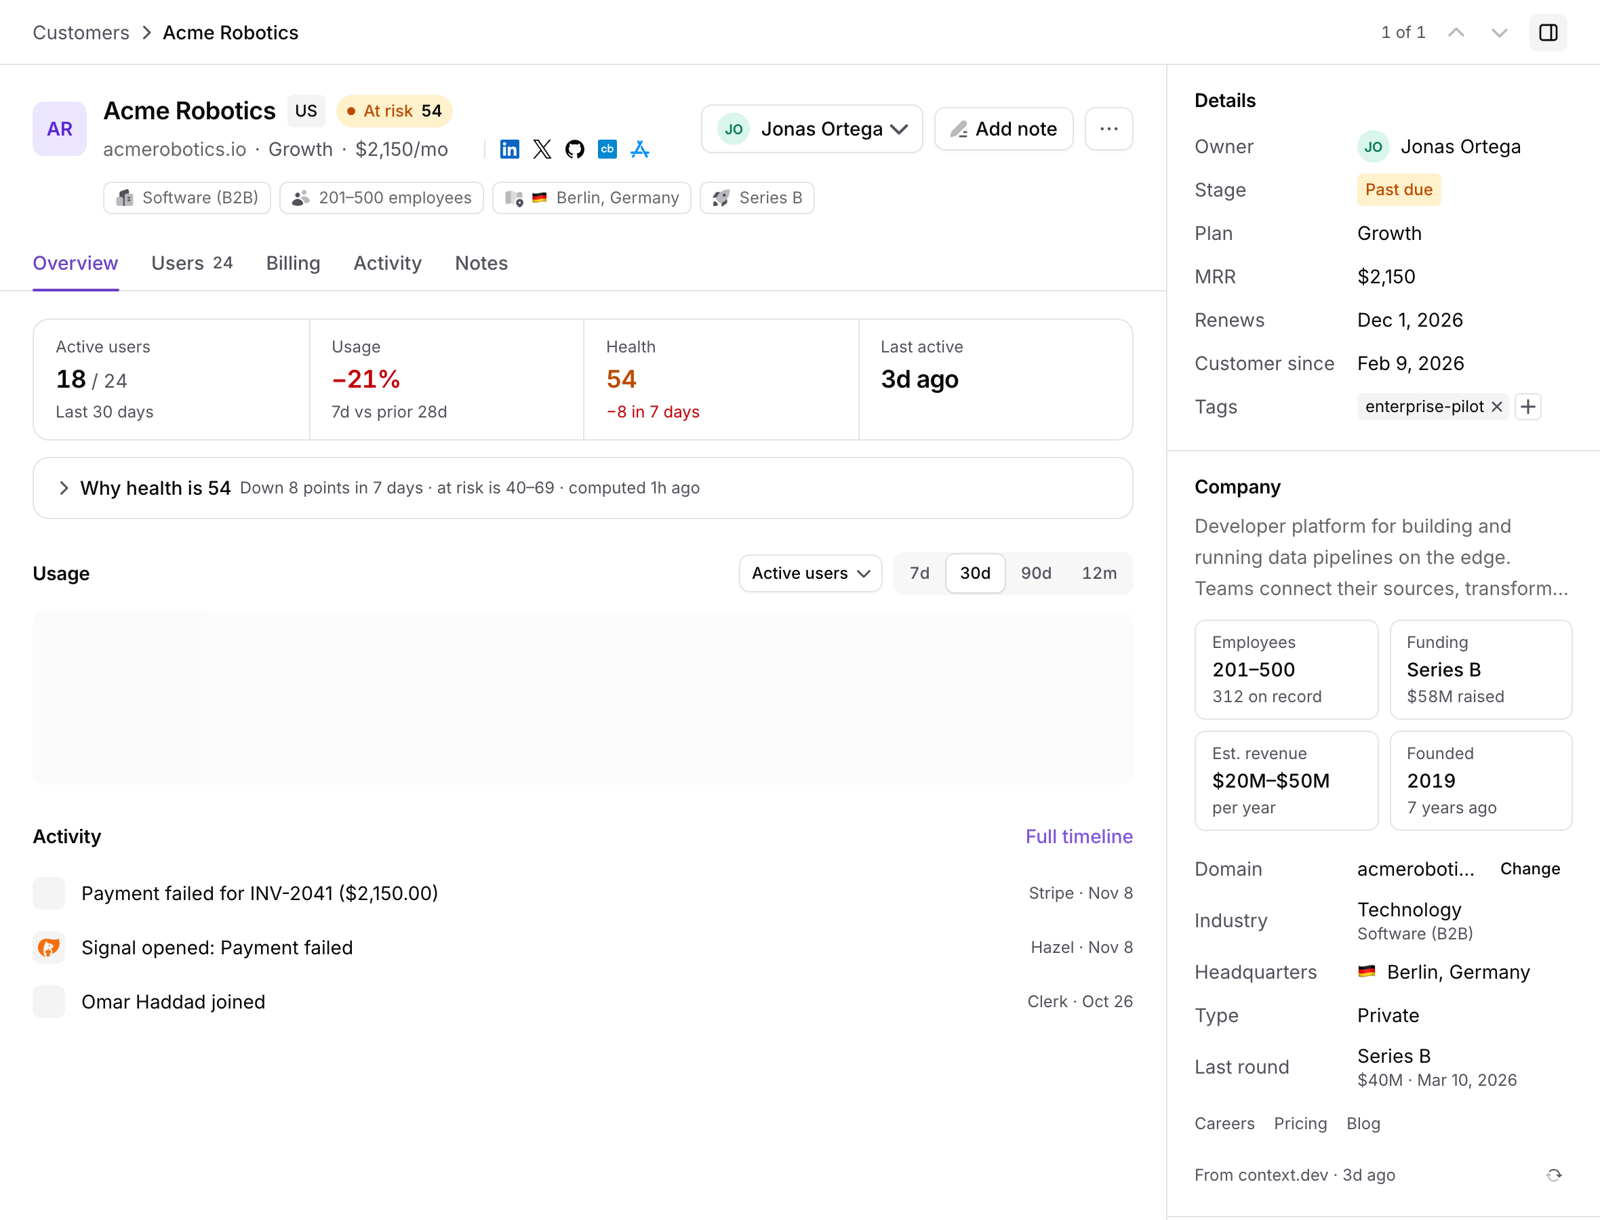 Customers > Acme Robotics
1 of 1
AR
Acme Robotics US At risk 54
acmerobotics.io · Growth · $2,150/mo
in
cb
JO Jonas Ortega
Add note
Software (B2B)
201–500 employees
Berlin, Germany
Series B
Overview
Users 24
Billing
Activity
Notes
Active users
18 / 24
Last 30 days
Usage
−21%
7d vs prior 28d
Health
54
−8 in 7 days
Last active
3d ago
Why health is 54 Down 8 points in 7 days · at risk is 40–69 · computed 1h ago
Usage
Active users
7d
30d
90d
12m
Activity
Full timeline
Payment failed for INV-2041 ($2,150.00)
Stripe · Nov 8
Signal opened: Payment failed
Hazel · Nov 8
Omar Haddad joined
Clerk · Oct 26
Details
Owner JO Jonas Ortega
Stage Past due
Plan Growth
MRR $2,150
Renews Dec 1, 2026
Customer since Feb 9, 2026
Tags enterprise-pilot
Company
Developer platform for building and
running data pipelines on the edge.
Teams connect their sources, transform...
Employees
201–500
312 on record
Funding
Series B
$58M raised
Est. revenue
$20M–$50M
per year
Founded
2019
7 years ago
Domain acmeroboti... Change
Industry Technology
Software (B2B)
Headquarters Berlin, Germany
Type Private
Last round Series B
$40M · Mar 10, 2026
Careers Pricing Blog
From context.dev · 3d ago